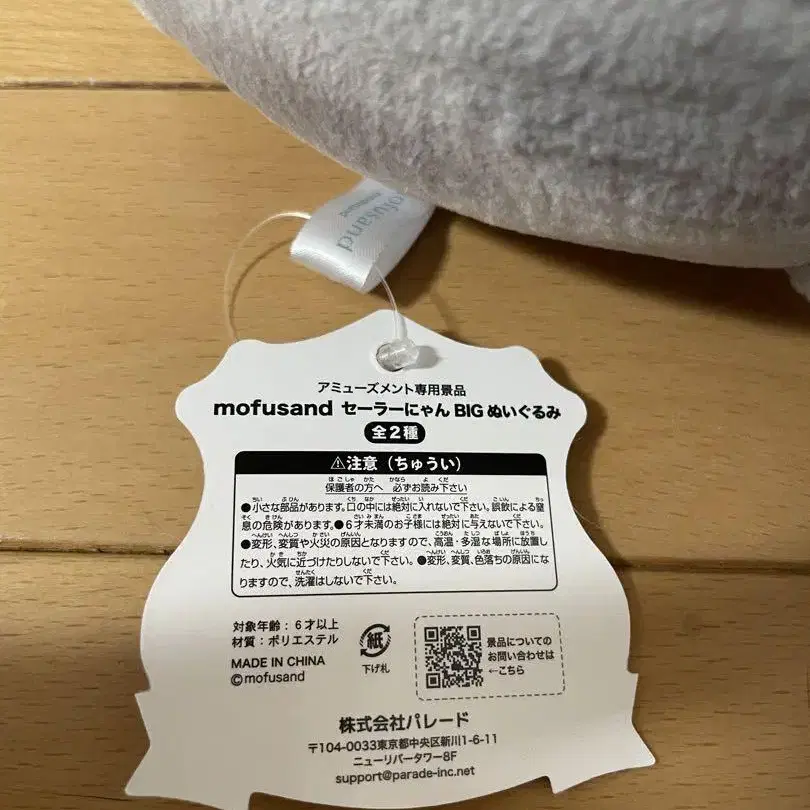 mofusand
アミューズメント専用景品
mofusand セーラーにゃん BIG ぬいぐるみ
全2種
⚠注意（ちゅうい）
保護者の方へ 必ずお読み下さい
●小さな部品があります。口の中には絶対に入れないで下さい。誤飲による窒
息の危険があります。●6才未満のお子様には絶対に与えないで下さい。
●変形、変質や火災の原因となりますので、高温・多湿な場所に放置し
たり、火気に近づけたりしないで下さい。●変形、変質、色落ちの原因にな
りますので、洗濯はしないで下さい。
対象年齢：6才以上
材質：ポリエステル
MADE IN CHINA
©mofusand
紙
下げ札
景品についての
お問い合わせは
←こちら
株式会社パレード
〒104-0033東京都中央区新川1-6-11
ニューリバータワー8F
support@parade-inc.net